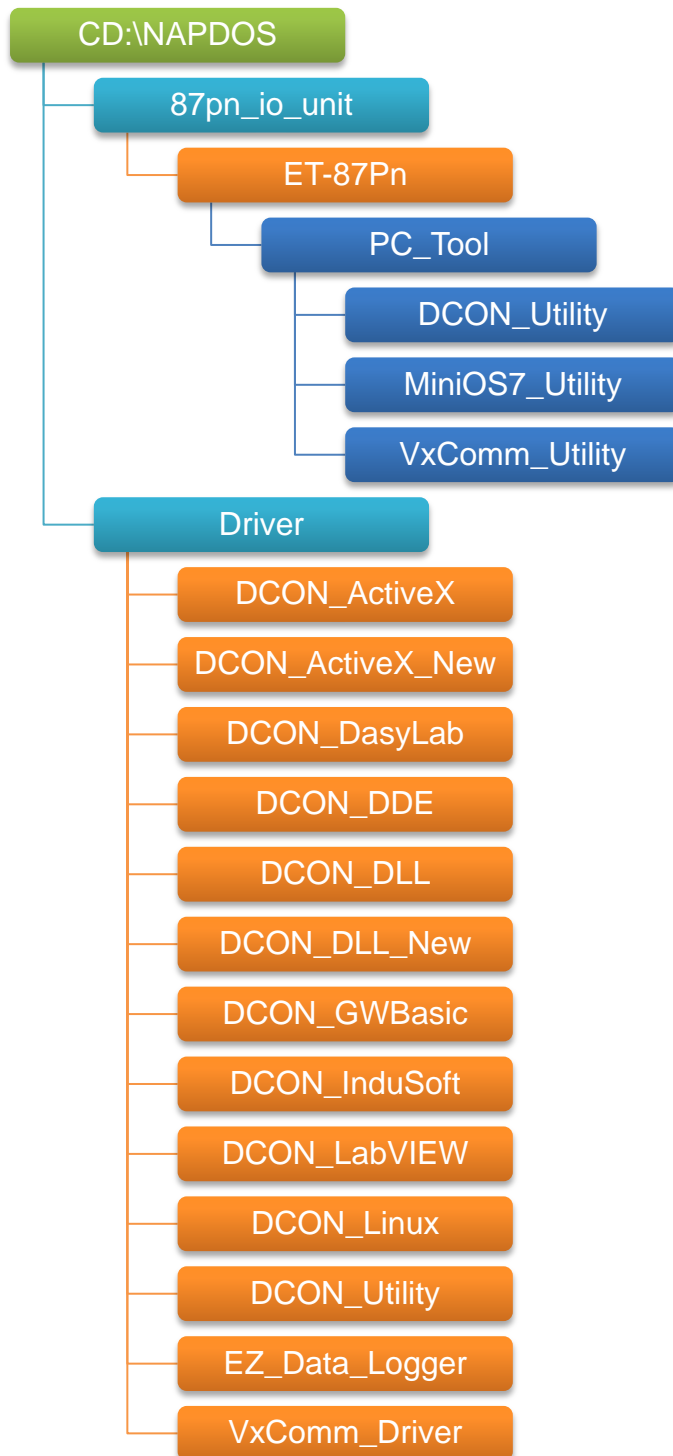 CD:\NAPDOS
87pn_io_unit
ET-87Pn
PC_Tool
DCON_Utility
MiniOS7_Utility
VxComm_Utility
Driver
DCON_ActiveX
DCON_ActiveX_New
DCON_DasyLab
DCON_DDE
DCON_DLL
DCON_DLL_New
DCON_GWBasic
DCON_InduSoft
DCON_LabVIEW
DCON_Linux
DCON_Utility
EZ_Data_Logger
VxComm_Driver